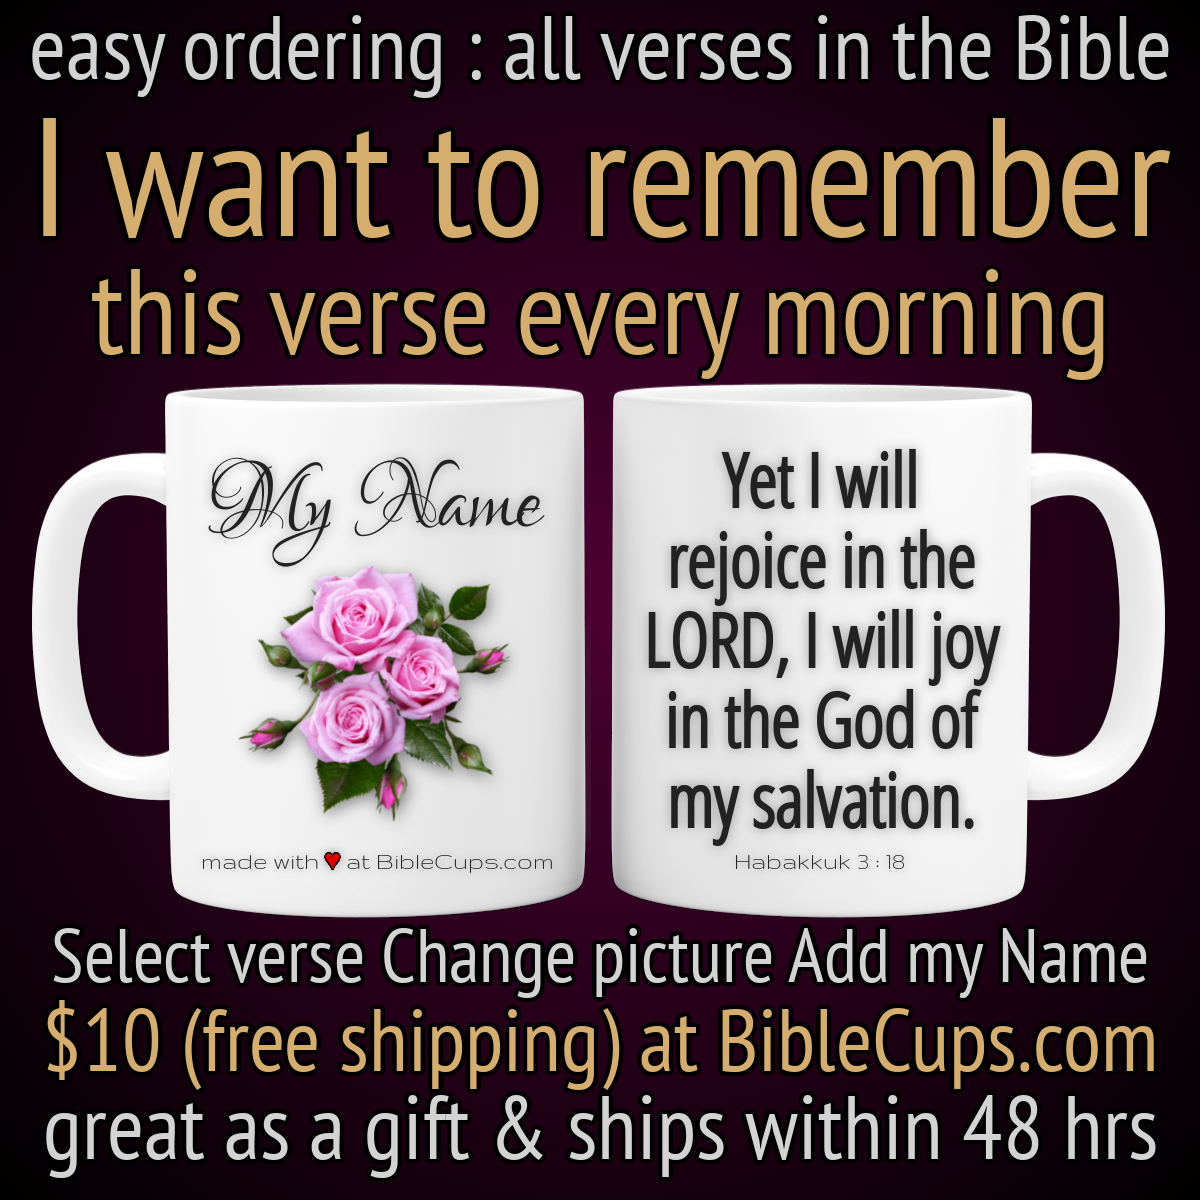 easy ordering : all verses in the Bible
I want to remember
this verse every morning
My Name
made with ♥ at BibleCups.com
Yet I will
rejoice in the
LORD, I will joy
in the God of
my salvation.
Habakkuk 3 : 18
Select verse Change picture Add my Name
$10 (free shipping) at BibleCups.com
great as a gift & ships within 48 hrs